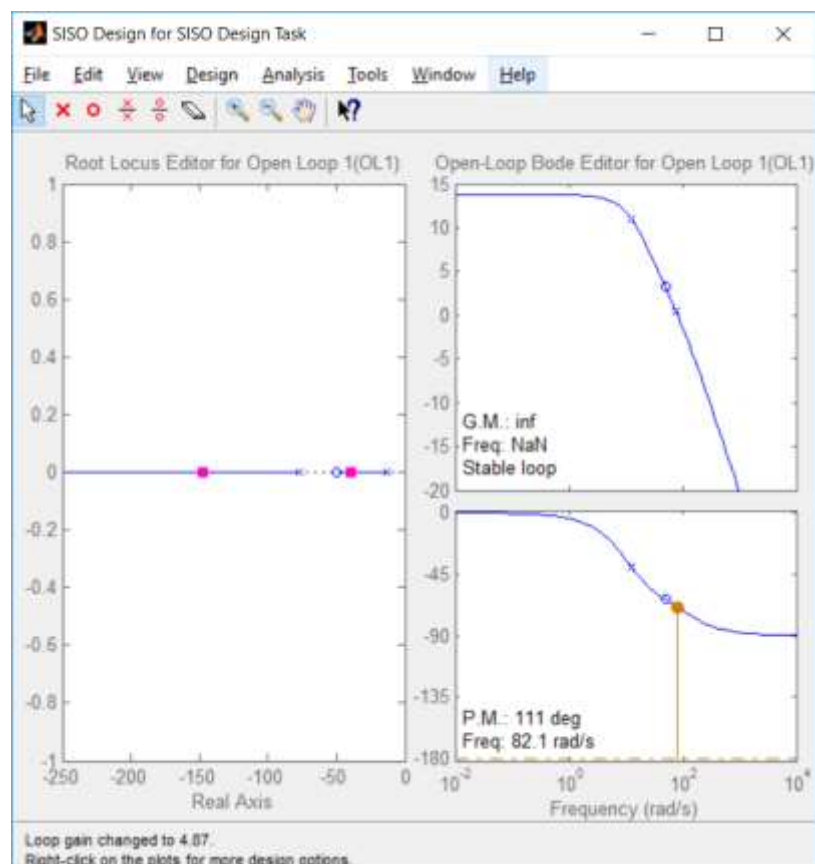 SISO Design for SISO Design Task
File Edit View Design Analysis Tools Window Help
Root Locus Editor for Open Loop 1(OL1)
1
0.8
0.6
0.4
0.2
0
-0.2
-0.4
-0.6
-0.8
-1
-250 -200 -150 -100 -50 0
Real Axis
Open-Loop Bode Editor for Open Loop 1(OL1)
15
10
5
0
-5
-10
-15
-20
G.M.: inf
Freq: NaN
Stable loop
0
-45
-90
-135
-180
P.M.: 111 deg
Freq: 82.1 rad/s
10^-2 10^0 10^2 10^4
Frequency (rad/s)
Loop gain changed to 4.87.
Right-click on the plots for more design options.